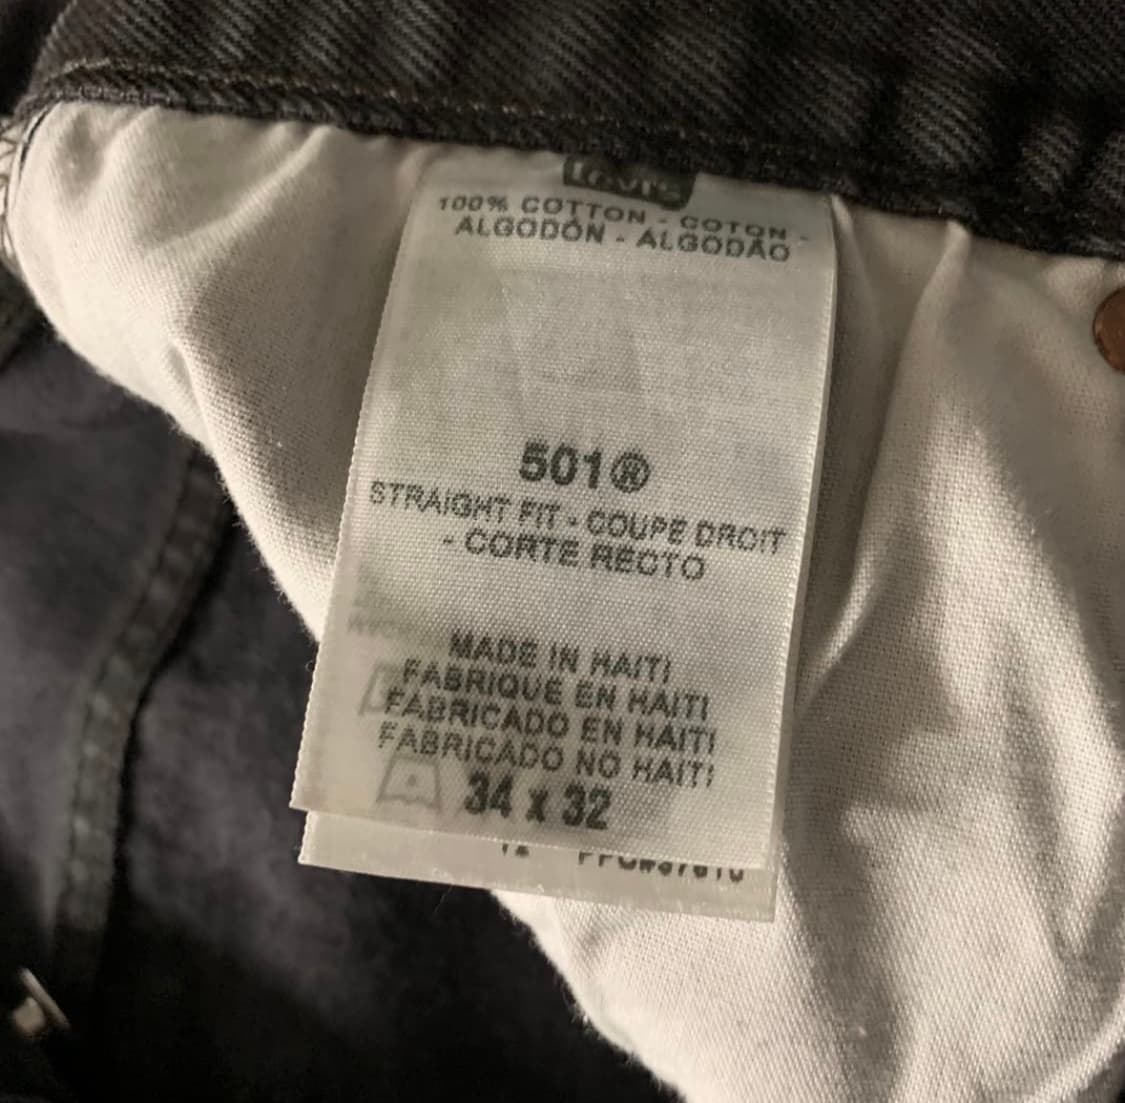 Levi's
100% COTTON - COTON -
ALGODÓN - ALGODÃO
501®
STRAIGHT FIT - COUPE DROIT
- CORTE RECTO
MADE IN HAITI
FABRIQUE EN HAITI
FABRICADO EN HAITI
FABRICADO NO HAITI
34 x 32